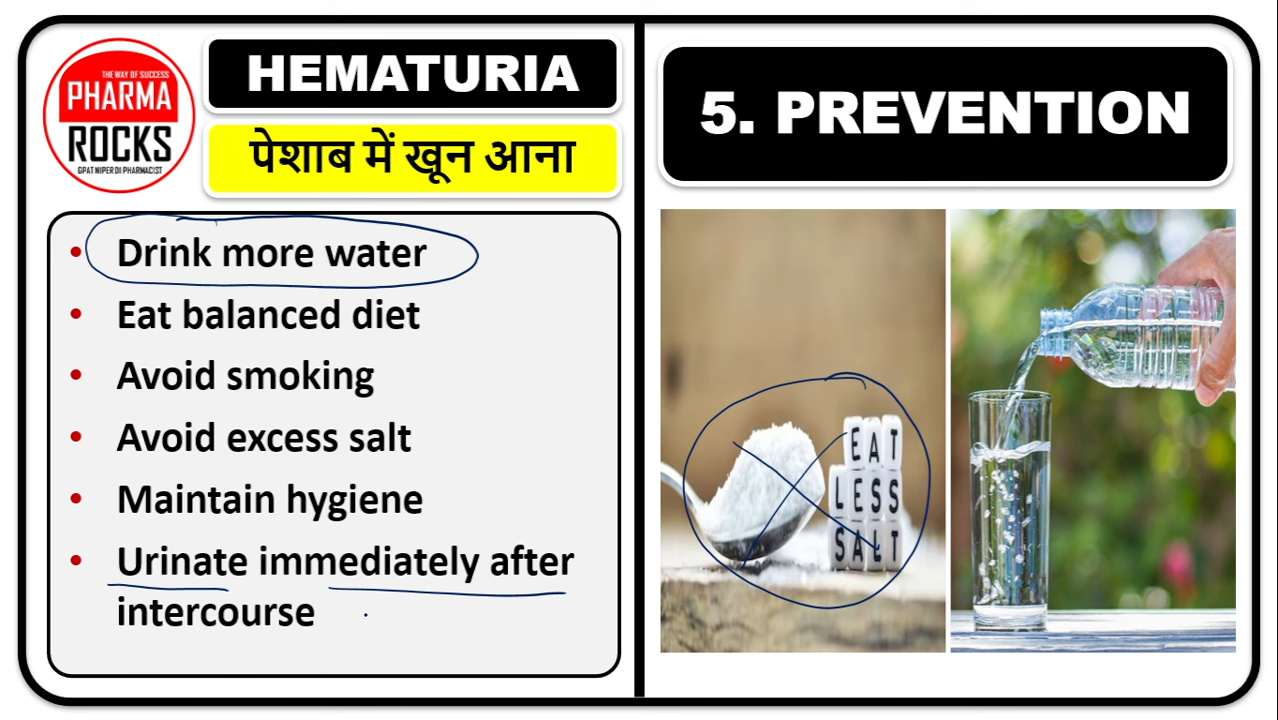 THE WAY OF SUCCESS
PHARMA
ROCKS
GPAT NIPER DI PHARMACIST
HEMATURIA
पेशाब में खून आना
• Drink more water
• Eat balanced diet
• Avoid smoking
• Avoid excess salt
• Maintain hygiene
• Urinate immediately after
intercourse
5. PREVENTION
EAT
LESS
SALT